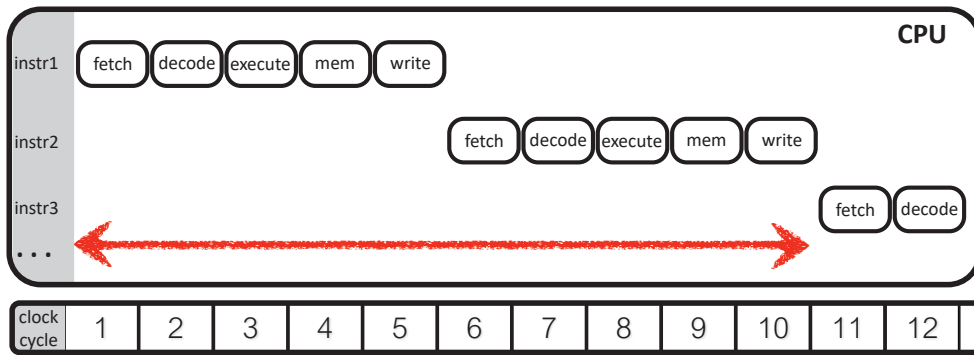 CPU
instr1 fetch decode execute mem write
instr2 fetch decode execute mem write
instr3 fetch decode
...
clock cycle 1 2 3 4 5 6 7 8 9 10 11 12